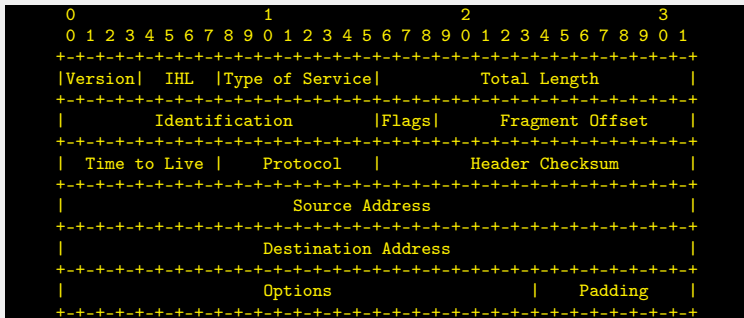 0                   1                   2                   3
 0 1 2 3 4 5 6 7 8 9 0 1 2 3 4 5 6 7 8 9 0 1 2 3 4 5 6 7 8 9 0 1
+-+-+-+-+-+-+-+-+-+-+-+-+-+-+-+-+-+-+-+-+-+-+-+-+-+-+-+-+-+-+-+-+
|Version|  IHL  |Type of Service|          Total Length         |
+-+-+-+-+-+-+-+-+-+-+-+-+-+-+-+-+-+-+-+-+-+-+-+-+-+-+-+-+-+-+-+-+
|         Identification        |Flags|      Fragment Offset    |
+-+-+-+-+-+-+-+-+-+-+-+-+-+-+-+-+-+-+-+-+-+-+-+-+-+-+-+-+-+-+-+-+
|  Time to Live |    Protocol   |         Header Checksum       |
+-+-+-+-+-+-+-+-+-+-+-+-+-+-+-+-+-+-+-+-+-+-+-+-+-+-+-+-+-+-+-+-+
|                       Source Address                          |
+-+-+-+-+-+-+-+-+-+-+-+-+-+-+-+-+-+-+-+-+-+-+-+-+-+-+-+-+-+-+-+-+
|                    Destination Address                        |
+-+-+-+-+-+-+-+-+-+-+-+-+-+-+-+-+-+-+-+-+-+-+-+-+-+-+-+-+-+-+-+-+
|                    Options                    |    Padding    |
+-+-+-+-+-+-+-+-+-+-+-+-+-+-+-+-+-+-+-+-+-+-+-+-+-+-+-+-+-+-+-+-+